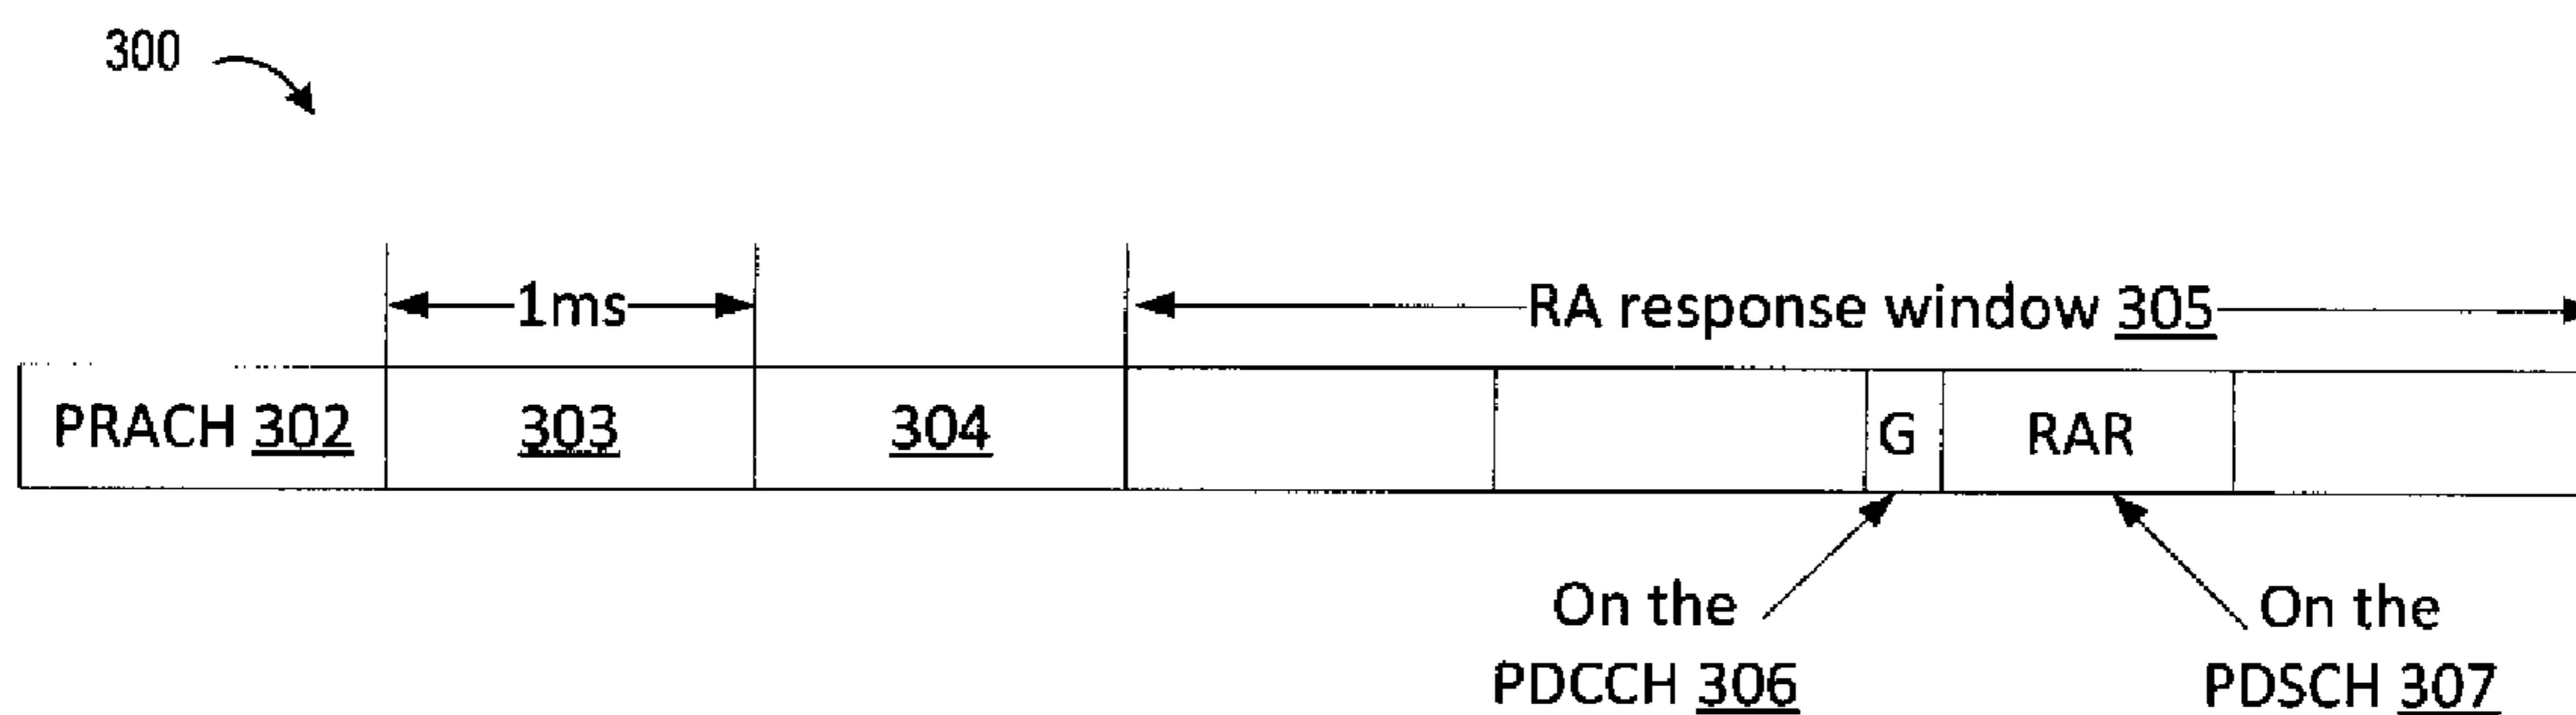 300
1ms
RA response window 305
PRACH 302
303
304
G
RAR
On the
PDCCH 306
On the
PDSCH 307